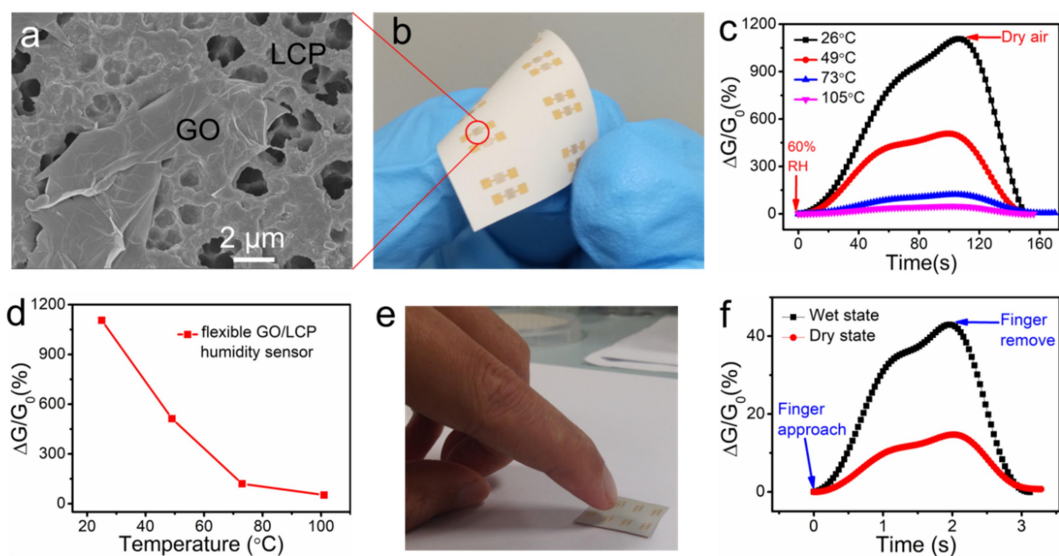 a
LCP
GO
2 μm
b
c
ΔG/G0(%)
1200
900
600
300
0
26°C
49°C
73°C
105°C
Dry air
60%
RH
0 40 80 120 160
Time(s)
d
ΔG/G0(%)
1200
900
600
300
0
flexible GO/LCP
humidity sensor
20 40 60 80 100
Temperature (°C)
e
f
ΔG/G0(%)
40
20
0
Wet state
Dry state
Finger
remove
Finger
approach
0 1 2 3
Time (s)